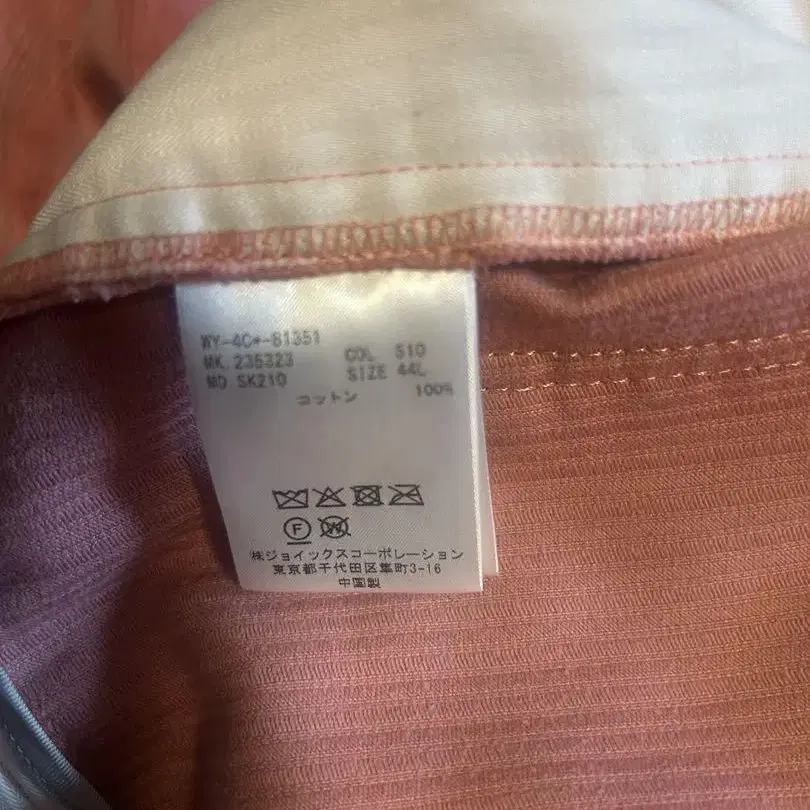 WY-4C*-81351
MK 235323 COL 510
MD SK210 SIZE 44L
コットン 100%
F W
株ジョイックスコーポレーション
東京都千代田区隼町3-16
中国製